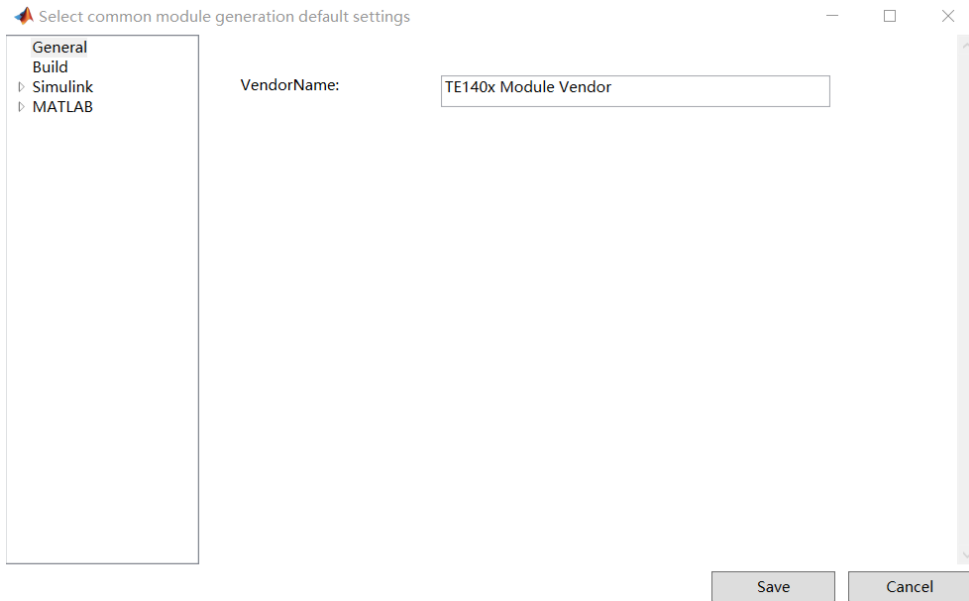 Select common module generation default settings
General
Build
Simulink
MATLAB
VendorName:
TE140x Module Vendor
Save
Cancel